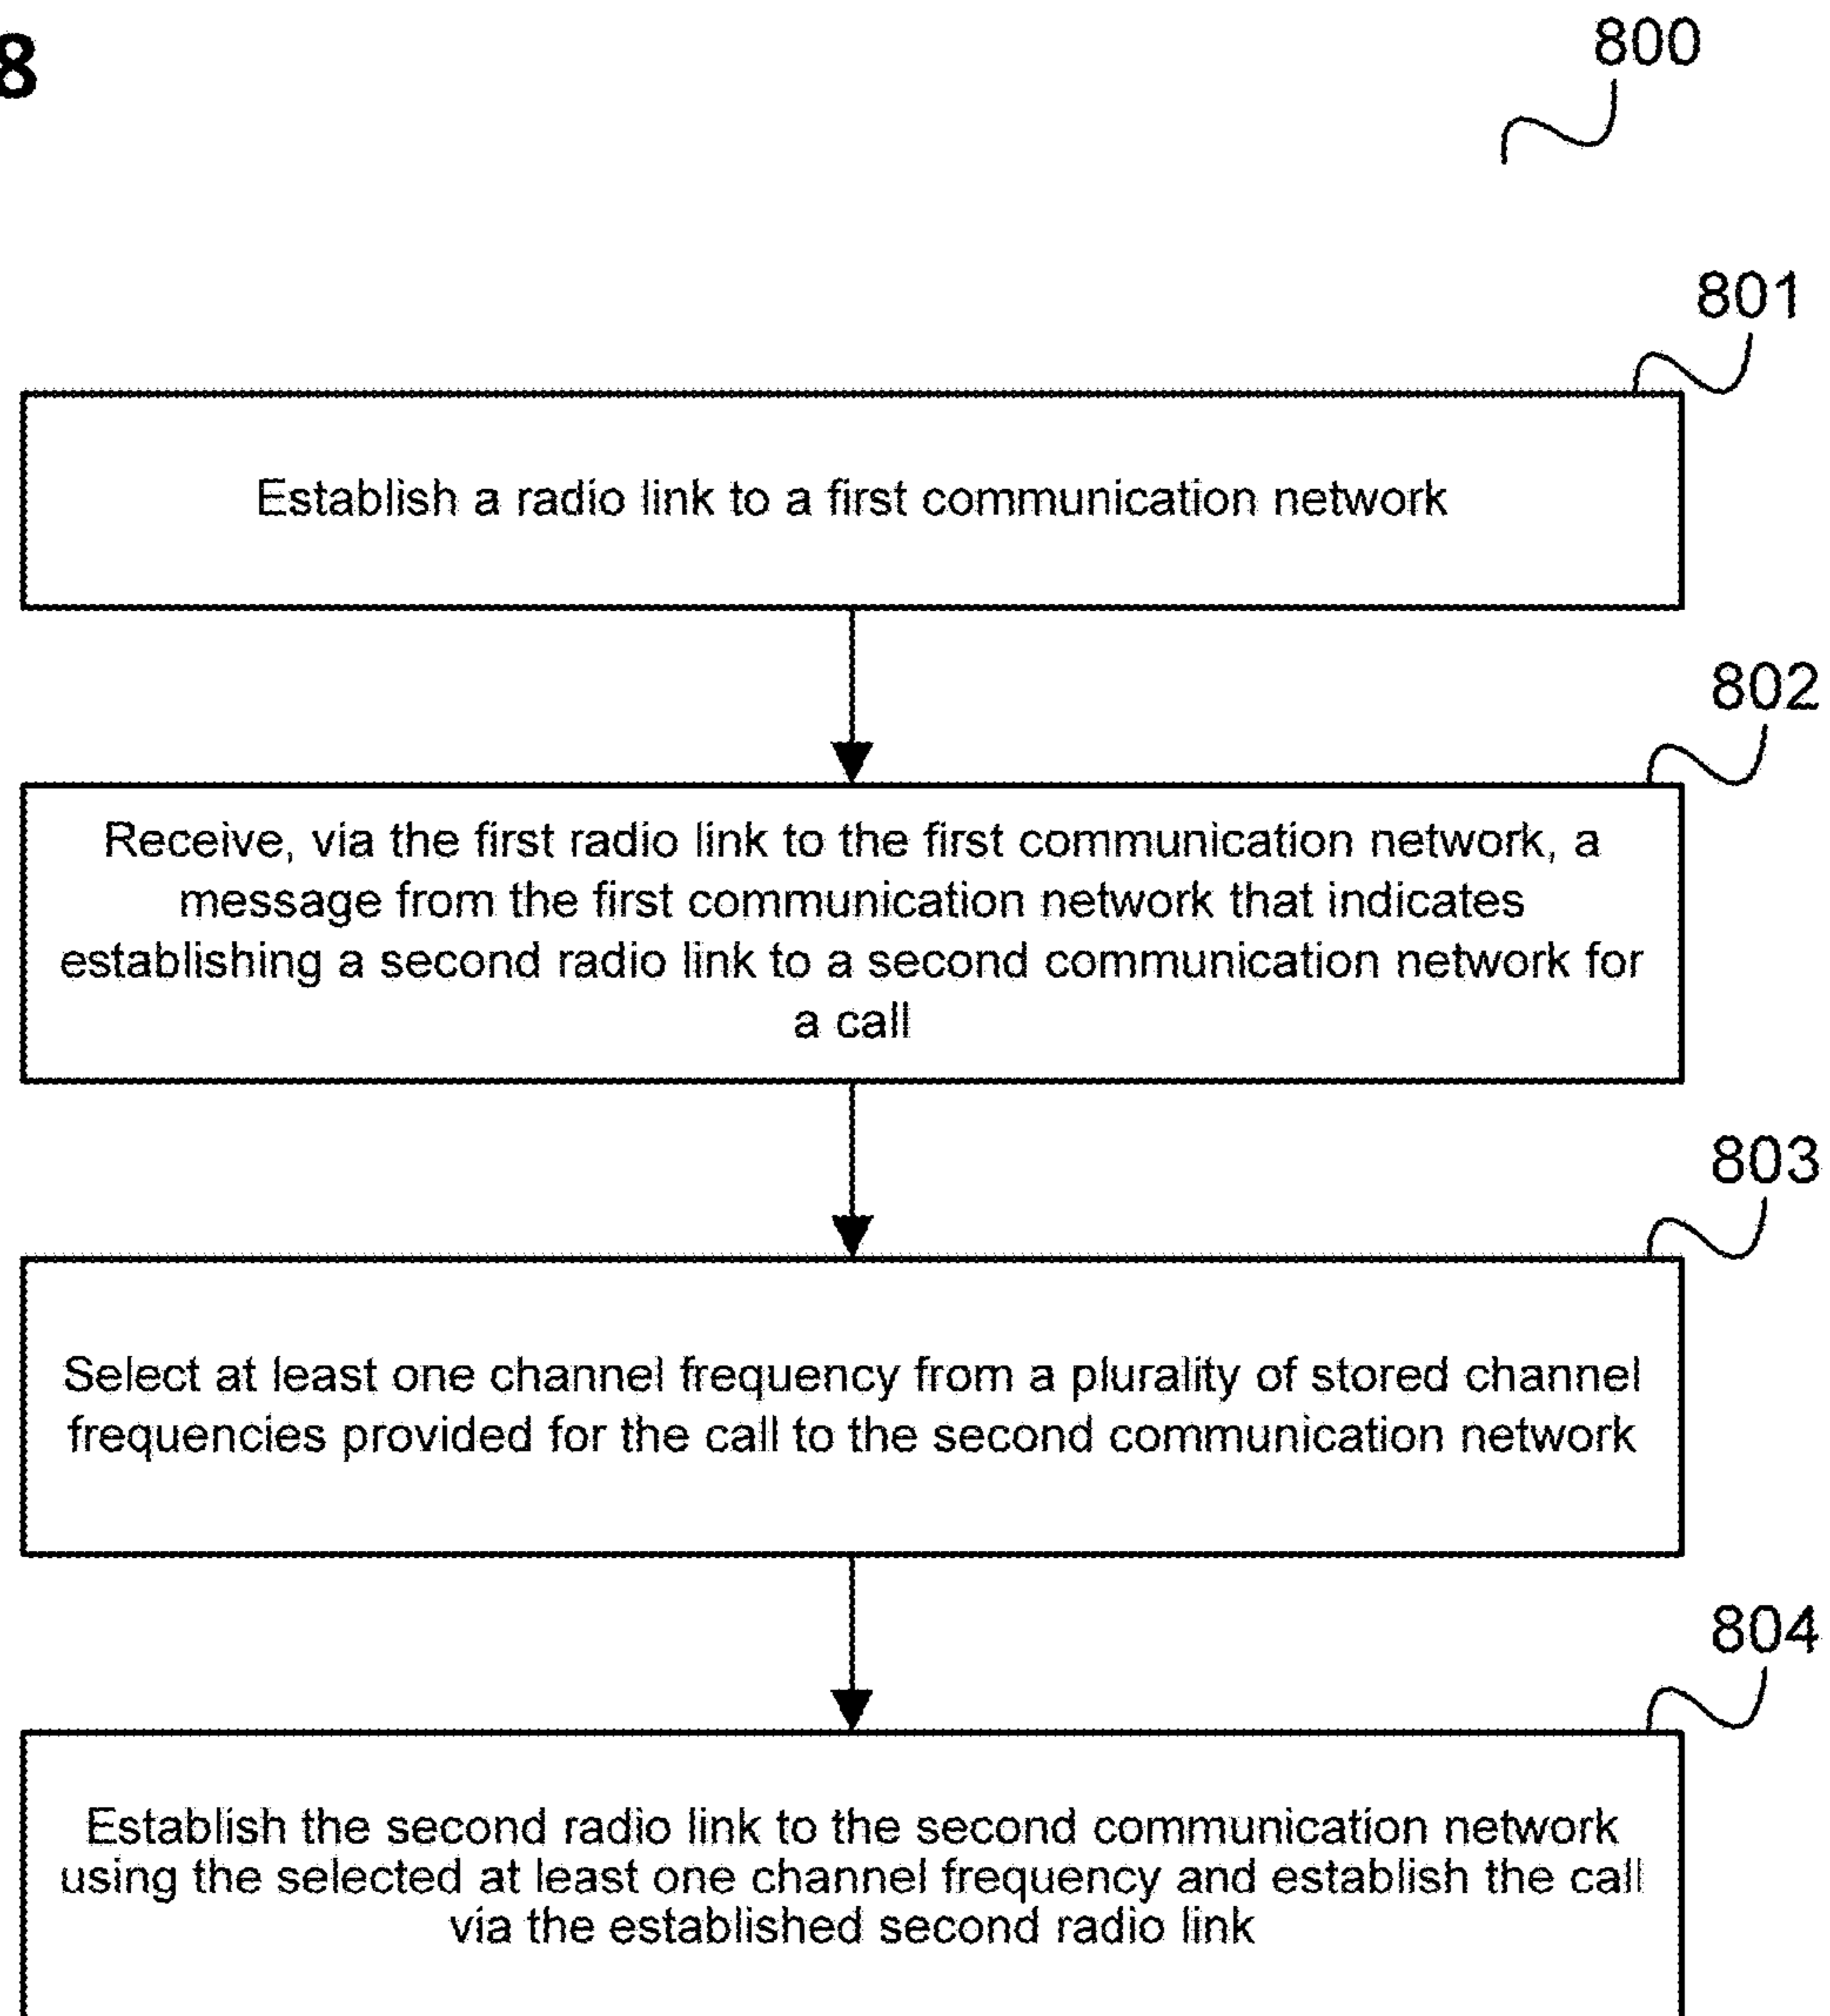 8
800
801
Establish a radio link to a first communication network
802
Receive, via the first radio link to the first communication network, a
message from the first communication network that indicates
establishing a second radio link to a second communication network for
a call
803
Select at least one channel frequency from a plurality of stored channel
frequencies provided for the call to the second communication network
804
Establish the second radio link to the second communication network
using the selected at least one channel frequency and establish the call
via the established second radio link